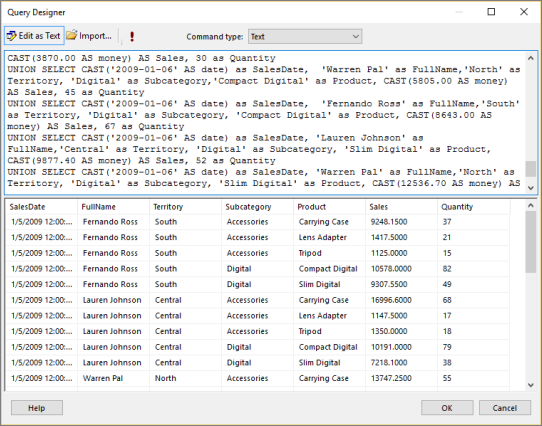 Query Designer
Edit as Text Import... ! Command type: Text
CAST(3870.00 AS money) AS Sales, 30 as Quantity
UNION SELECT CAST('2009-01-06' AS date) as SalesDate,  'Warren Pal' as FullName,'North' as
Territory, 'Digital' as Subcategory,'Compact Digital' as Product, CAST(5805.00 AS money)
AS Sales, 45 as Quantity
UNION SELECT CAST('2009-01-06' AS date) as SalesDate,  'Fernando Ross' as FullName,'South'
as Territory, 'Digital' as Subcategory, 'Compact Digital' as Product, CAST(8643.00 AS
money) AS Sales, 67 as Quantity
UNION SELECT CAST('2009-01-06' AS date) as SalesDate, 'Lauren Johnson' as
FullName,'Central' as Territory, 'Digital' as Subcategory, 'Slim Digital' as Product,
CAST(9877.40 AS money) AS Sales, 52 as Quantity
UNION SELECT CAST('2009-01-06' AS date) as SalesDate, 'Warren Pal' as FullName,'North' as
Territory, 'Digital' as Subcategory, 'Slim Digital' as Product, CAST(12536.70 AS money) AS
SalesDate FullName Territory Subcategory Product Sales Quantity
1/5/2009 12:00:... Fernando Ross South Accessories Carrying Case 9248.1500 37
1/5/2009 12:00:... Fernando Ross South Accessories Lens Adapter 1417.5000 21
1/5/2009 12:00:... Fernando Ross South Accessories Tripod 1125.0000 15
1/5/2009 12:00:... Fernando Ross South Digital Compact Digital 10578.0000 82
1/5/2009 12:00:... Fernando Ross South Digital Slim Digital 9307.5500 49
1/5/2009 12:00:... Lauren Johnson Central Accessories Carrying Case 16996.6000 68
1/5/2009 12:00:... Lauren Johnson Central Accessories Lens Adapter 1147.5000 17
1/5/2009 12:00:... Lauren Johnson Central Accessories Tripod 1350.0000 18
1/5/2009 12:00:... Lauren Johnson Central Digital Compact Digital 10191.0000 79
1/5/2009 12:00:... Lauren Johnson Central Digital Slim Digital 7218.1000 38
1/5/2009 12:00:... Warren Pal North Accessories Carrying Case 13747.2500 55
Help OK Cancel